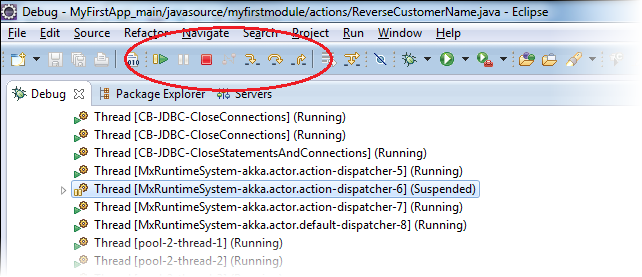 Debug - MyFirstApp_main/javasource/myfirstmodule/actions/ReverseCustomerName.java - Eclipse
File Edit Source Refactor Navigate Search Project Run Window Help
010
Debug Package Explorer Servers
Thread [CB-JDBC-CloseConnections] (Running)
Thread [CB-JDBC-CloseConnections] (Running)
Thread [CB-JDBC-CloseStatementsAndConnections] (Running)
Thread [MxRuntimeSystem-akka.actor.action-dispatcher-5] (Running)
Thread [MxRuntimeSystem-akka.actor.action-dispatcher-6] (Suspended)
Thread [MxRuntimeSystem-akka.actor.action-dispatcher-7] (Running)
Thread [MxRuntimeSystem-akka.actor.default-dispatcher-8] (Running)
Thread [pool-2-thread-1] (Running)
Thread [pool-2-thread-2] (Running)